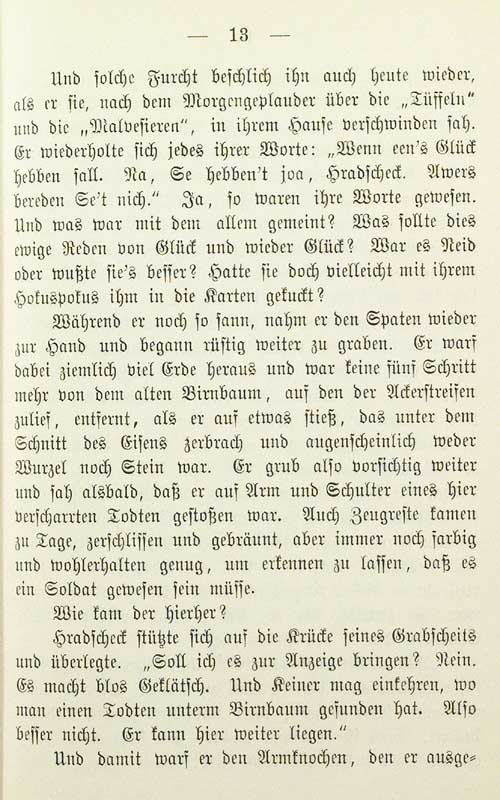 — 13 —
Und solche Furcht beschlich ihn auch heute wieder,
als er sie, nach dem Morgengeplauder über die „Tüffeln“
und die „Malvesieren“, in ihrem Hause verschwinden sah.
Er wiederholte sich jedes ihrer Worte: „Wenn een's Glück
hebben sall. Na, Se hebben't joa, Hradscheck. Awers
bereden Se't nich.“ Ja, so waren ihre Worte gewesen.
Und was war mit dem allem gemeint? Was sollte dies
ewige Reden von Glück und wieder Glück? War es Neid
oder wußte sie's besser? Hatte sie doch vielleicht mit ihrem
Hokuspokus ihm in die Karten gekuckt?
Während er noch so sann, nahm er den Spaten wieder
zur Hand und begann rüstig weiter zu graben. Er warf
dabei ziemlich viel Erde heraus und war keine fünf Schritt
mehr von dem alten Birnbaum, auf den der Ackerstreifen
zulief, entfernt, als er auf etwas stieß, das unter dem
Schnitt des Eisens zerbrach und augenscheinlich weder
Wurzel noch Stein war. Er grub also vorsichtig weiter
und sah alsbald, daß er auf Arm und Schulter eines hier
verscharrten Todten gestoßen war. Auch Zeugreste kamen
zu Tage, zerschlissen und gebräunt, aber immer noch farbig
und wohlerhalten genug, um erkennen zu lassen, daß es
ein Soldat gewesen sein müsse.
Wie kam der hierher?
Hradscheck stützte sich auf die Krücke seines Grabscheits
und überlegte. „Soll ich es zur Anzeige bringen? Nein.
Es macht blos Geklätsch. Und Keiner mag einkehren, wo
man einen Todten unterm Birnbaum gefunden hat. Also
besser nicht. Er kann hier weiter liegen.“
Und damit warf er den Armknochen, den er ausge=